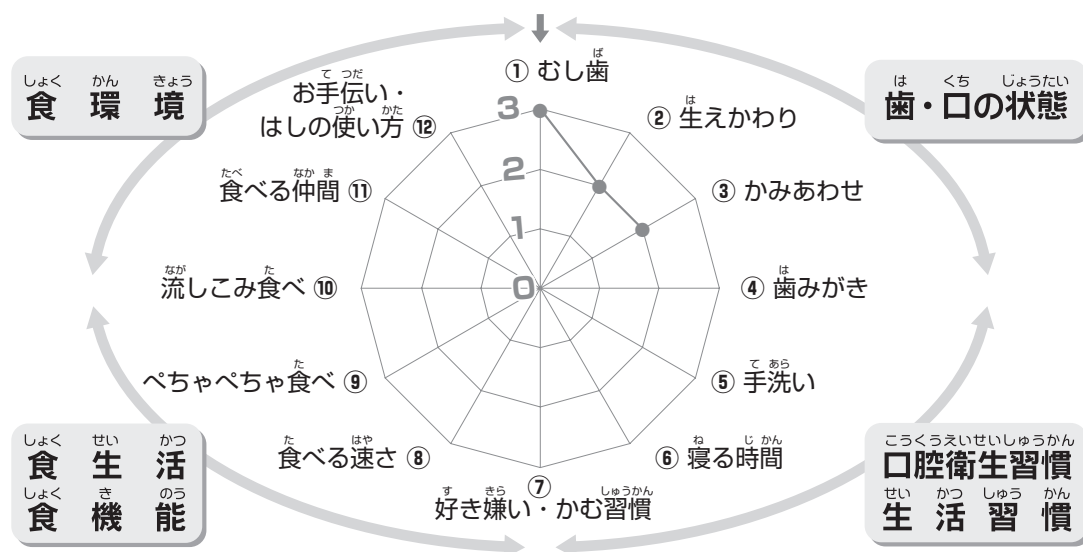 食環境
歯・口の状態
① むし歯
② 生えかわり
③ かみあわせ
④ 歯みがき
⑤ 手洗い
⑥ 寝る時間
⑦
好き嫌い・かむ習慣
食べる速さ ⑧
ぺちゃぺちゃ食べ ⑨
流しこみ食べ ⑩
食べる仲間 ⑪
お手伝い・
はしの使い方 ⑫
3
2
1
0
食生活
食機能
口腔衛生習慣
生活習慣